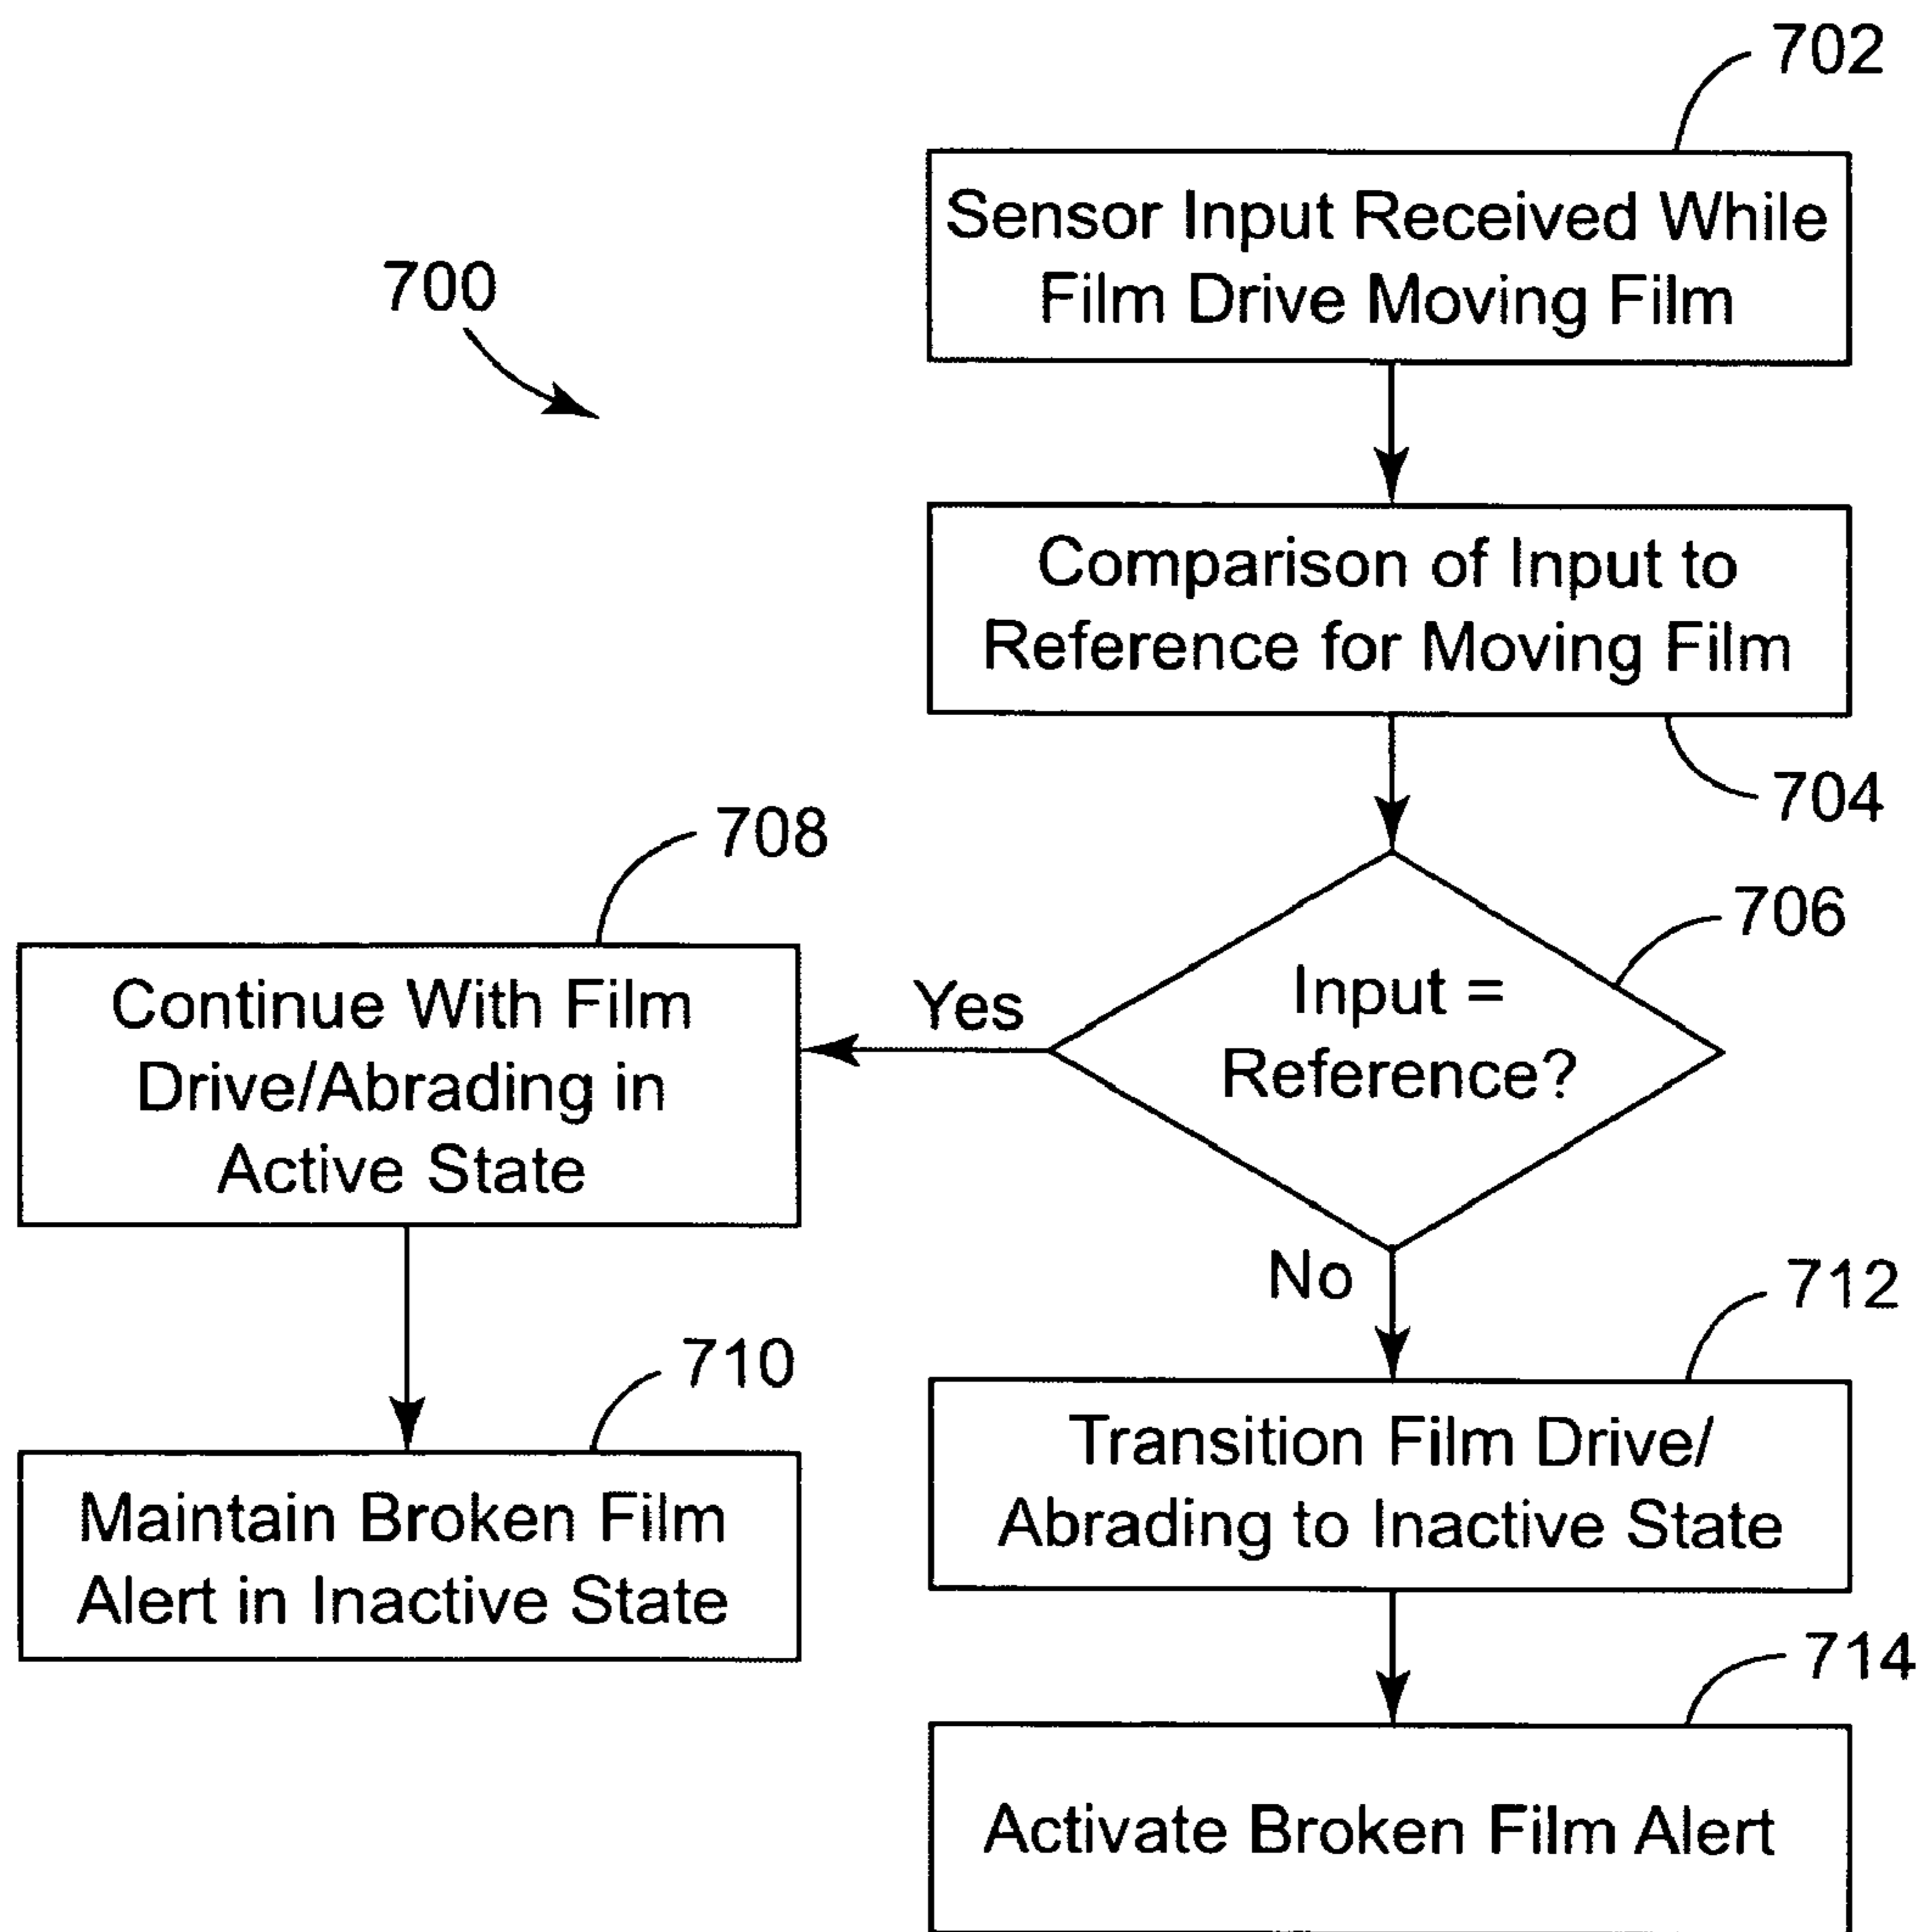 702
Sensor Input Received While
Film Drive Moving Film
700
Comparison of Input to
Reference for Moving Film
704
708
706
Input =
Reference?
Yes
Continue With Film
Drive/Abrading in
Active State
No
712
710
Transition Film Drive/
Abrading to Inactive State
Maintain Broken Film
Alert in Inactive State
714
Activate Broken Film Alert